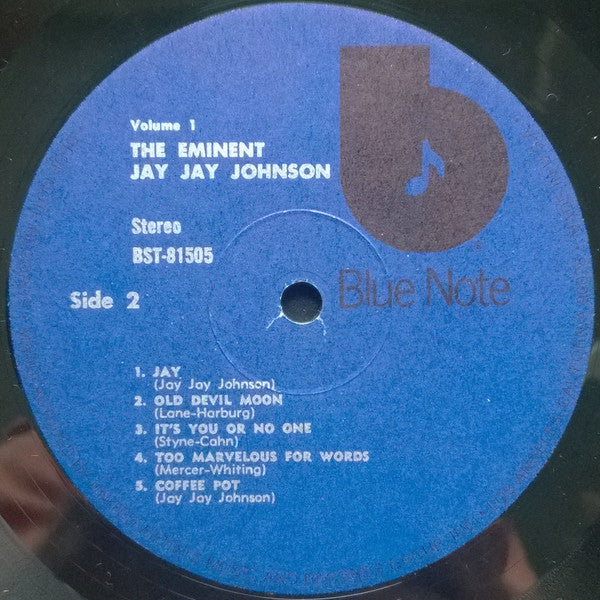 Volume 1
THE EMINENT
JAY JAY JOHNSON
Stereo
BST-81505
Side 2
Blue Note
1. JAY
(Jay Jay Johnson)
2. OLD DEVIL MOON
(Lane-Harburg)
3. IT'S YOU OR NO ONE
(Styne-Cahn)
4. TOO MARVELOUS FOR WORDS
(Mercer-Whiting)
5. COFFEE POT
(Jay Jay Johnson)